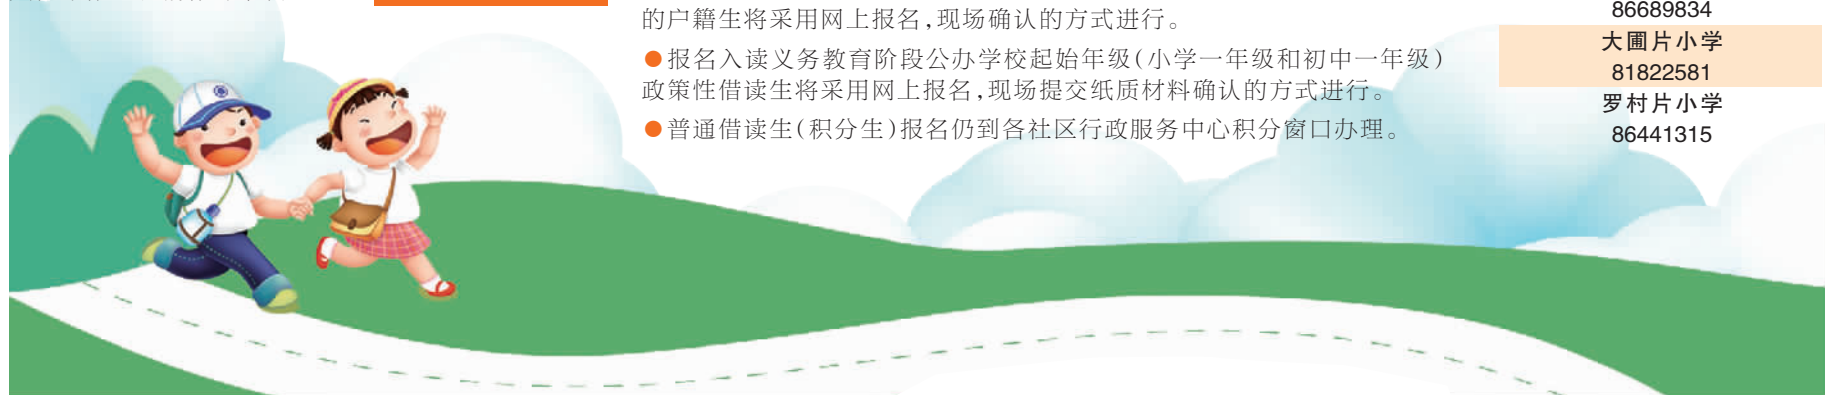 的户籍生将采用网上报名,现场确认的方式进行。
●报名入读义务教育阶段公办学校起始年级(小学一年级和初中一年级)
政策性借读生将采用网上报名,现场提交纸质材料确认的方式进行。
●普通借读生(积分生)报名仍到各社区行政服务中心积分窗口办理。
86689834
大圃片小学
81822581
罗村片小学
86441315